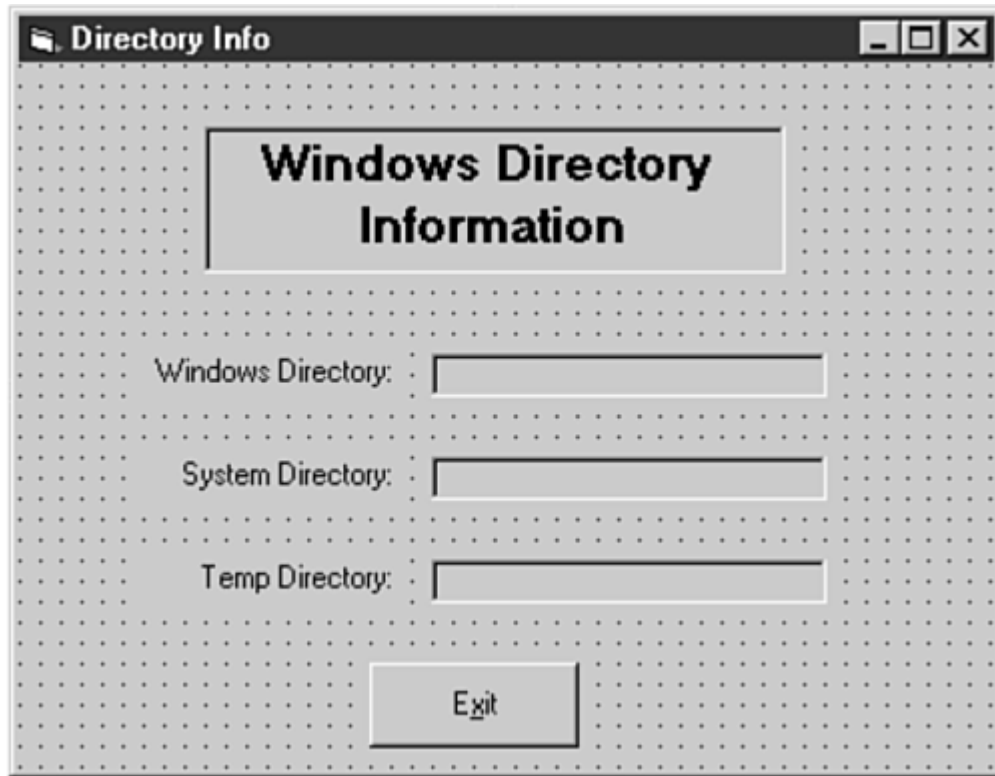 Directory Info
Windows Directory
Information
Windows Directory:
System Directory:
Temp Directory:
Exit